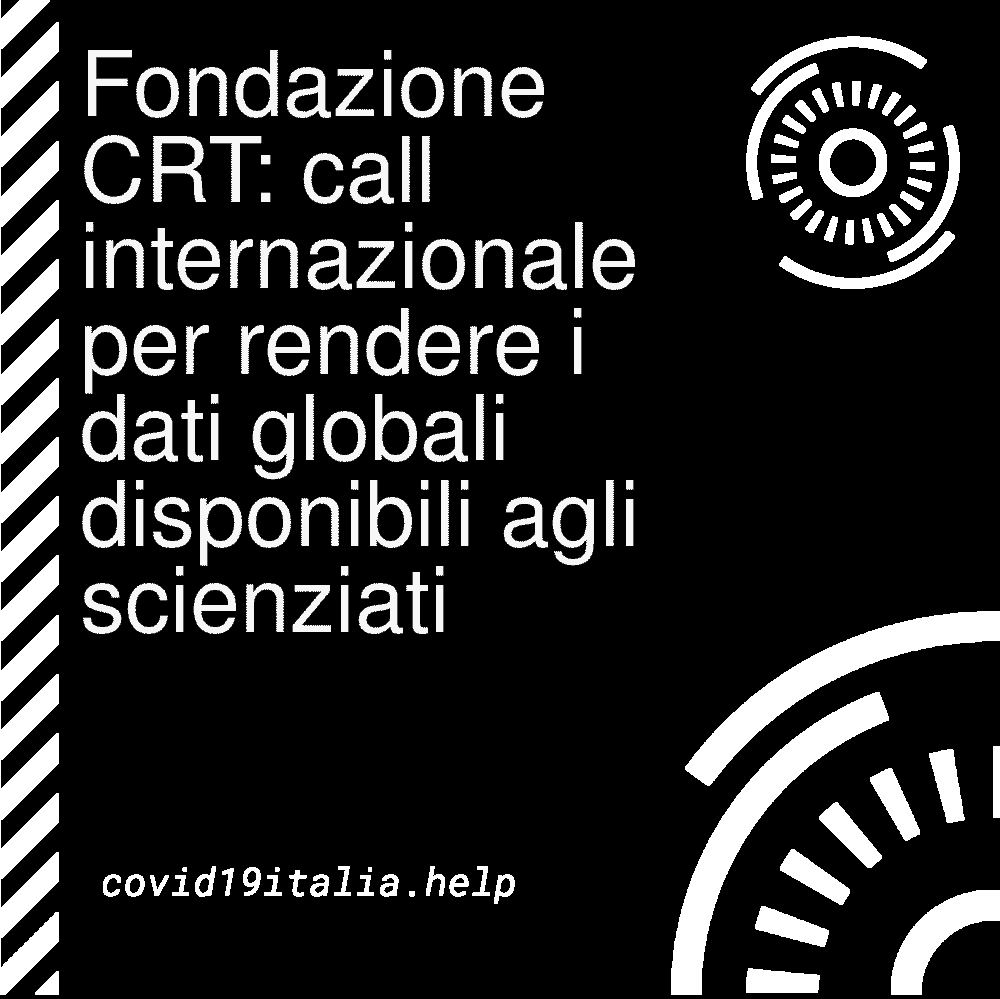 Fondazione
CRT: call
internazionale
per rendere i
dati globali
disponibili agli
scienziati
covid19italia.help